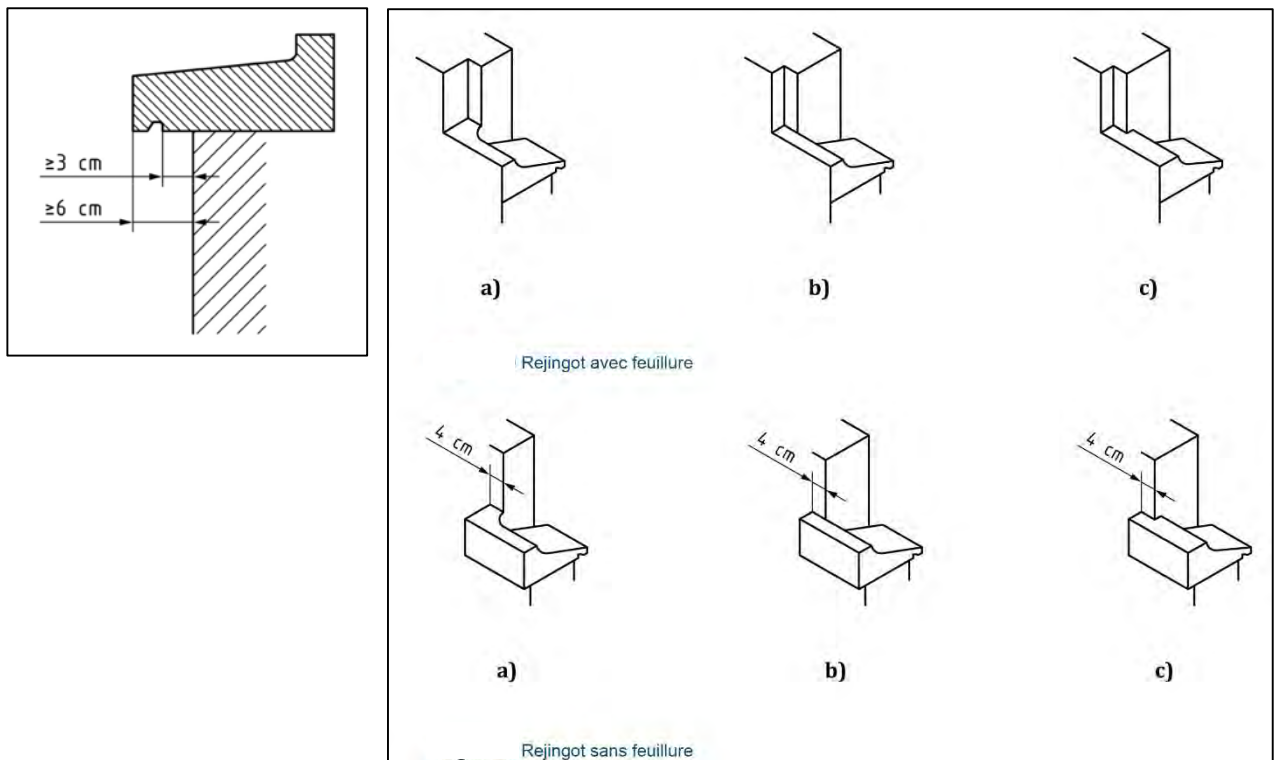 ≥3 cm
≥6 cm
a)
b)
c)
Rejingot avec feuillure
4 cm
4 cm
4 cm
a)
b)
c)
Rejingot sans feuillure